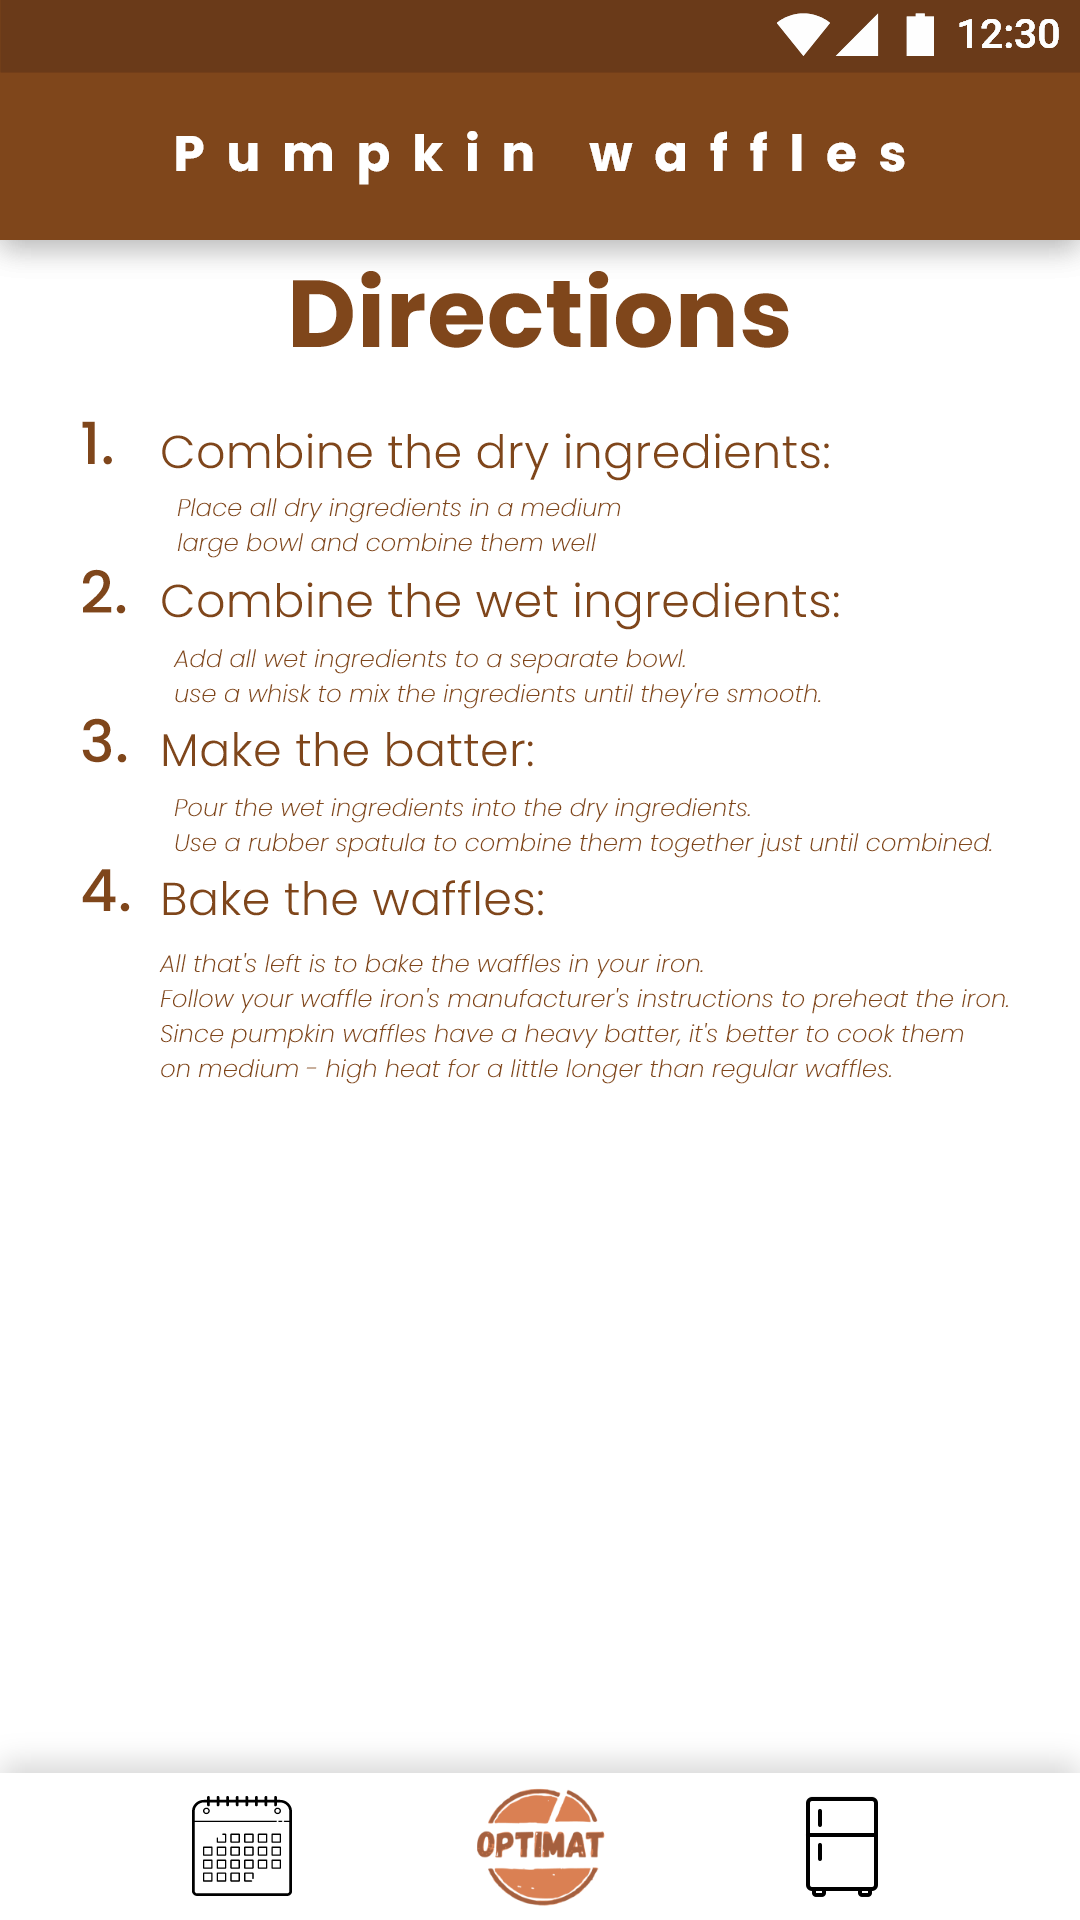 12:30
Pumpkin waffles
Directions
1. Combine the dry ingredients:
Place all dry ingredients in a medium
large bowl and combine them well
2. Combine the wet ingredients:
Add all wet ingredients to a separate bowl.
use a whisk to mix the ingredients until they're smooth.
3. Make the batter:
Pour the wet ingredients into the dry ingredients.
Use a rubber spatula to combine them together just until combined.
4. Bake the waffles:
All that's left is to bake the waffles in your iron.
Follow your waffle iron's manufacturer's instructions to preheat the iron.
Since pumpkin waffles have a heavy batter, it's better to cook them
on medium - high heat for a little longer than regular waffles.
OPTIMAT